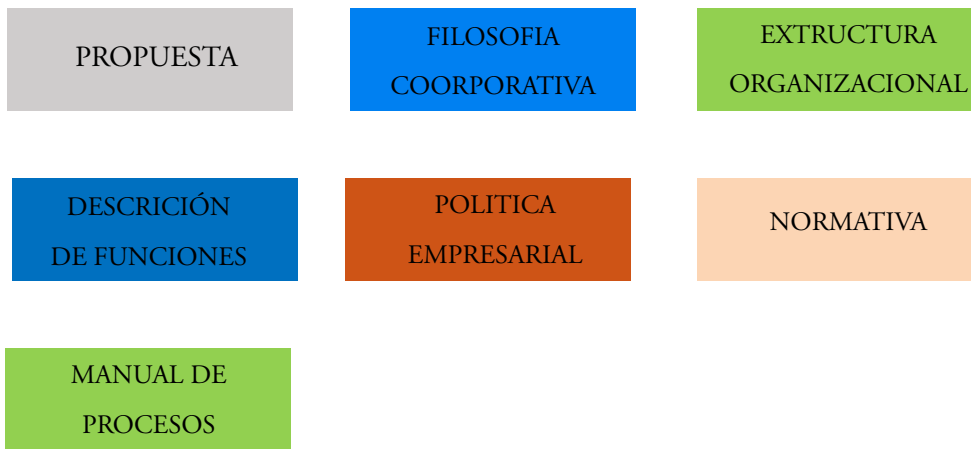 PROPUESTA
FILOSOFIA
COORPORATIVA
EXTRUCTURA
ORGANIZACIONAL
DESCRICIÓN
DE FUNCIONES
POLITICA
EMPRESARIAL
NORMATIVA
MANUAL DE
PROCESOS